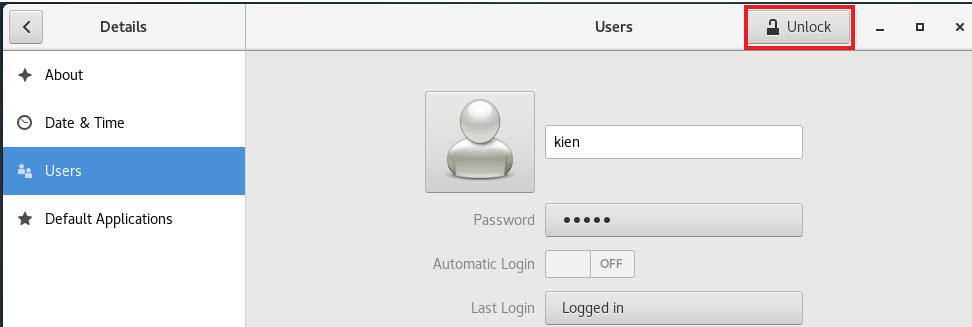 Details
Users
Unlock
About
Date & Time
Users
Default Applications
kien
Password
●●●●●
Automatic Login
OFF
Last Login
Logged in